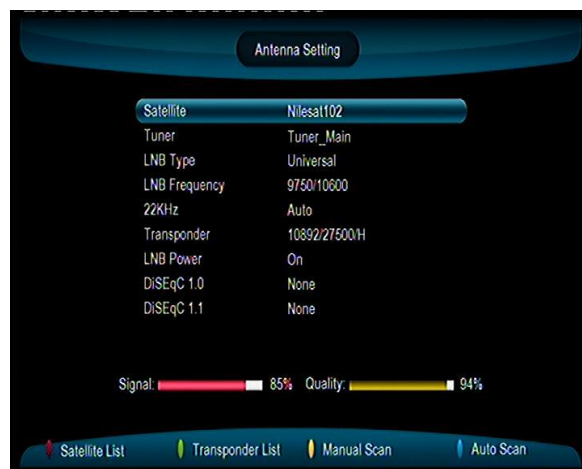 Antenna Setting
Satellite Nilesat102
Tuner Tuner_Main
LNB Type Universal
LNB Frequency 9750/10600
22KHz Auto
Transponder 10892/27500/H
LNB Power On
DiSEqC 1.0 None
DiSEqC 1.1 None
Signal: 85% Quality: 94%
Satellite List Transponder List Manual Scan Auto Scan